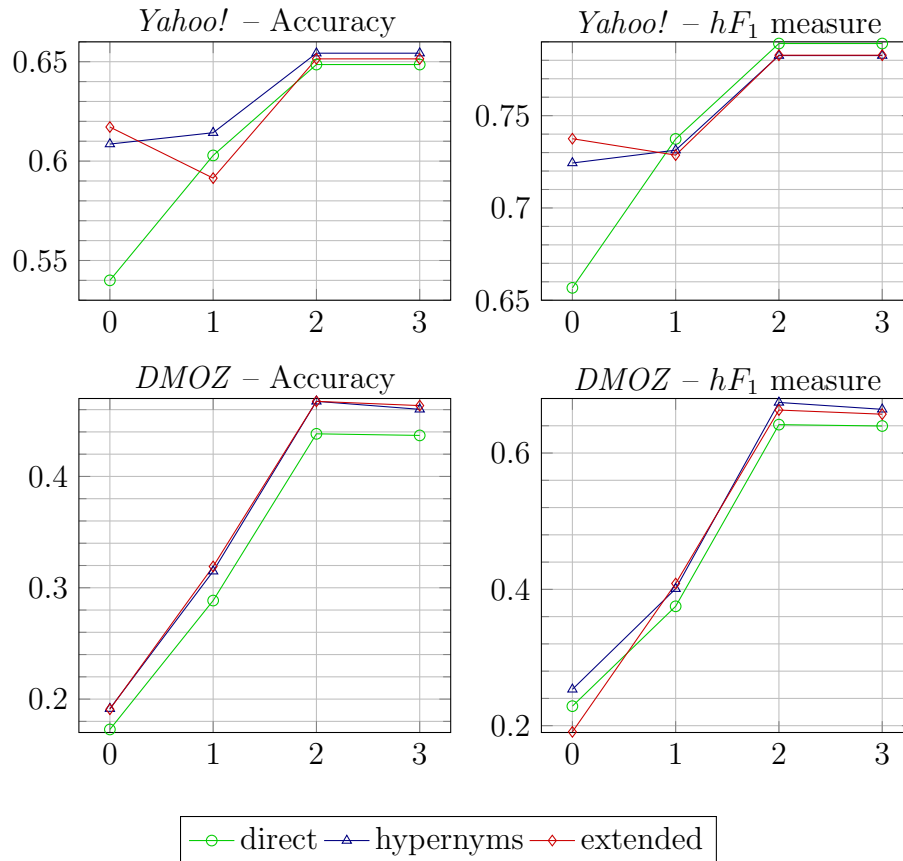 Yahoo! – Accuracy
0.65
0.6
0.55
0 1 2 3
Yahoo! – hF₁ measure
0.75
0.7
0.65
0 1 2 3
DMOZ – Accuracy
0.4
0.3
0.2
0 1 2 3
DMOZ – hF₁ measure
0.6
0.4
0.2
0 1 2 3
direct hypernyms extended